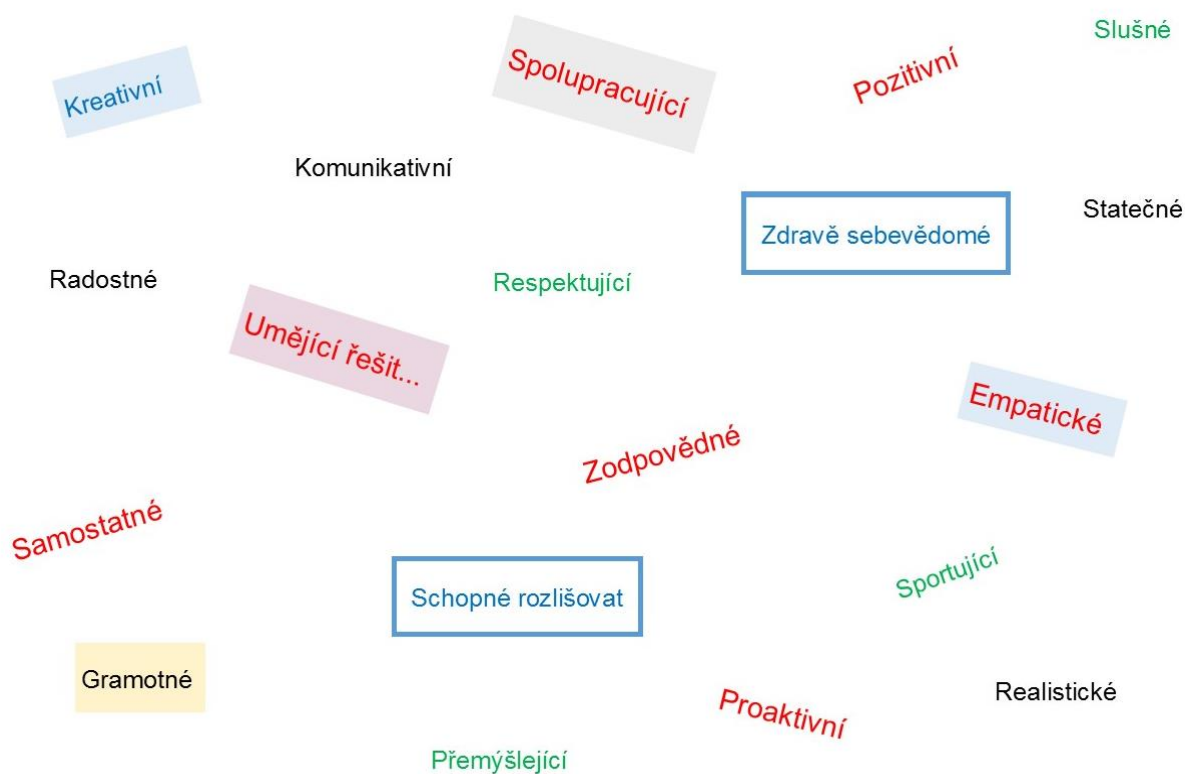 Slušné
Kreativní
Spolupracující
Pozitivní
Komunikativní
Statečné
Zdravě sebevědomé
Radostné
Respektující
Umějící řešit...
Empatické
Zodpovědné
Samostatné
Sportující
Schopné rozlišovat
Gramotné
Realistické
Proaktivní
Přemýšlející